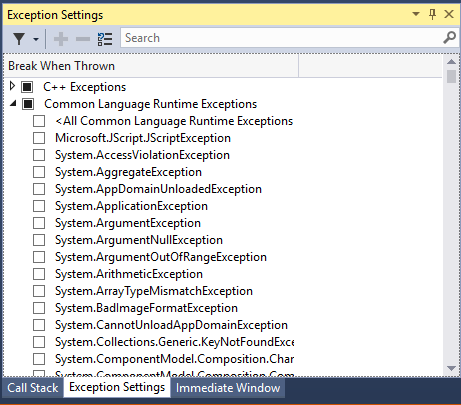 Exception Settings
Search
Break When Thrown
C++ Exceptions
Common Language Runtime Exceptions
<All Common Language Runtime Exceptions
Microsoft.JScript.JScriptException
System.AccessViolationException
System.AggregateException
System.AppDomainUnloadedException
System.ApplicationException
System.ArgumentException
System.ArgumentNullException
System.ArgumentOutOfRangeException
System.ArithmeticException
System.ArrayTypeMismatchException
System.BadImageFormatException
System.CannotUnloadAppDomainException
System.Collections.Generic.KeyNotFoundExce
System.ComponentModel.Composition.Char
System.ComponentModel.Composition.Com
Call Stack Exception Settings Immediate Window